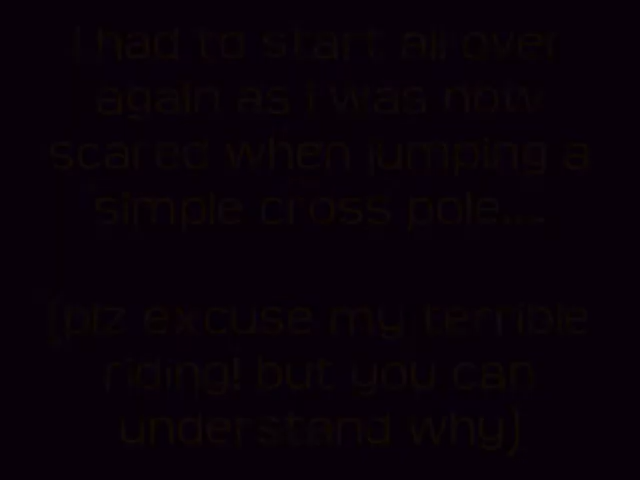 I had to start all over
again as i was now
scared when jumping a
simple cross pole...
(plz excuse my terrible
riding! but you can
understand why)